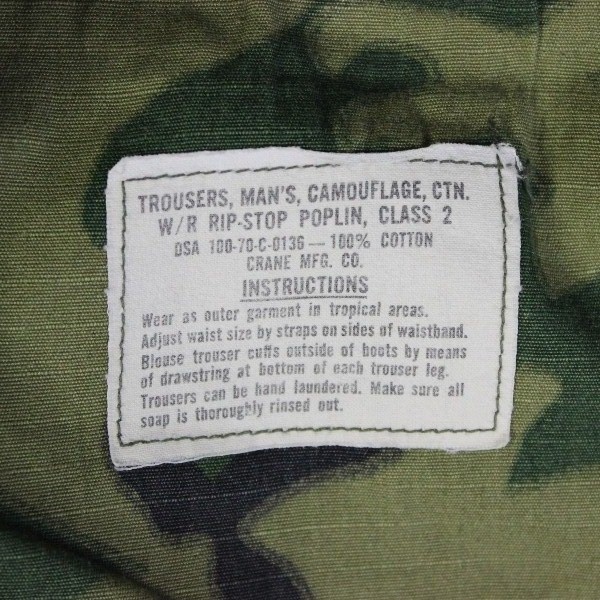 TROUSERS, MAN'S, CAMOUFLAGE, CTN.
W/R RIP-STOP POPLIN, CLASS 2
DSA 100-70-C-0136 — 100% COTTON
CRANE MFG. CO.
INSTRUCTIONS
Wear as outer garment in tropical areas.
Adjust waist size by straps on sides of waistband.
Blouse trouser cuffs outside of boots by means
of drawstring at bottom of each trouser leg.
Trousers can be hand laundered. Make sure all
soap is thoroughly rinsed out.